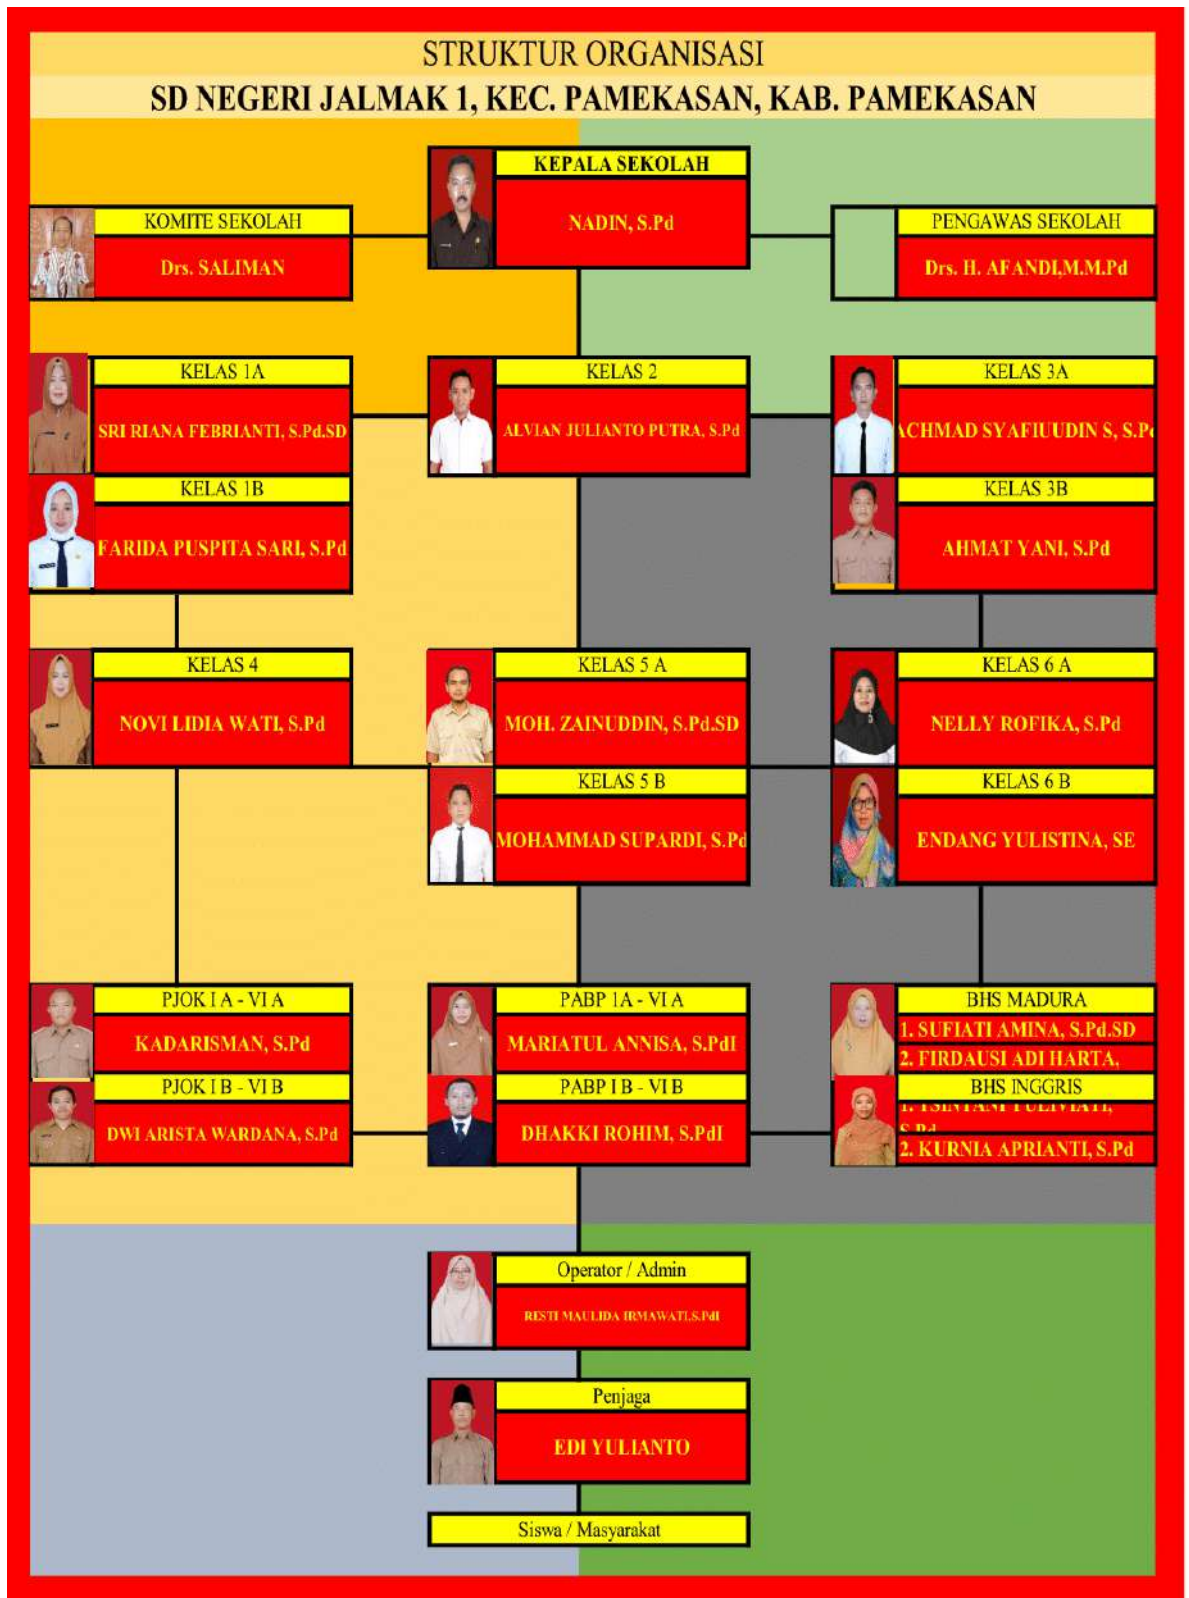 STRUKTUR ORGANISASI
SD NEGERI JALMAK 1, KEC. PAMEKASAN, KAB. PAMEKASAN
KEPALA SEKOLAH
NADIN, S.Pd
KOMITE SEKOLAH
Drs. SALIMAN
PENGAWAS SEKOLAH
Drs. H. AFANDI,M.M.Pd
KELAS 1A
SRI RIANA FEBRIANTI, S.Pd.SD
KELAS 2
ALVIAN JULIANTO PUTRA, S.Pd
KELAS 3A
ACHMAD SYAFIUUDIN S, S.Pd
KELAS 1B
FARIDA PUSPITA SARI, S.Pd
KELAS 3B
AHMAT YANI, S.Pd
KELAS 4
NOVI LIDIA WATI, S.Pd
KELAS 5 A
MOH. ZAINUDDIN, S.Pd.SD
KELAS 6 A
NELLY ROFIKA, S.Pd
KELAS 5 B
MOHAMMAD SUPARDI, S.Pd
KELAS 6 B
ENDANG YULISTINA, SE
PJOK I A - VI A
KADARISMAN, S.Pd
PABP 1A - VI A
MARIATUL ANNISA, S.PdI
BHS MADURA
1. SUFIATI AMINA, S.Pd.SD
2. FIRDAUSI ADI HARTA,
PJOK I B - VI B
DWI ARISTA WARDANA, S.Pd
PABP I B - VI B
DHAKKI ROHIM, S.PdI
BHS INGGRIS
1.
S.Pd
2. KURNIA APRIANTI, S.Pd
Operator / Admin
RESTI MAULIDA IRMAWATI.S.PdI
Penjaga
EDI YULIANTO
Siswa / Masyarakat